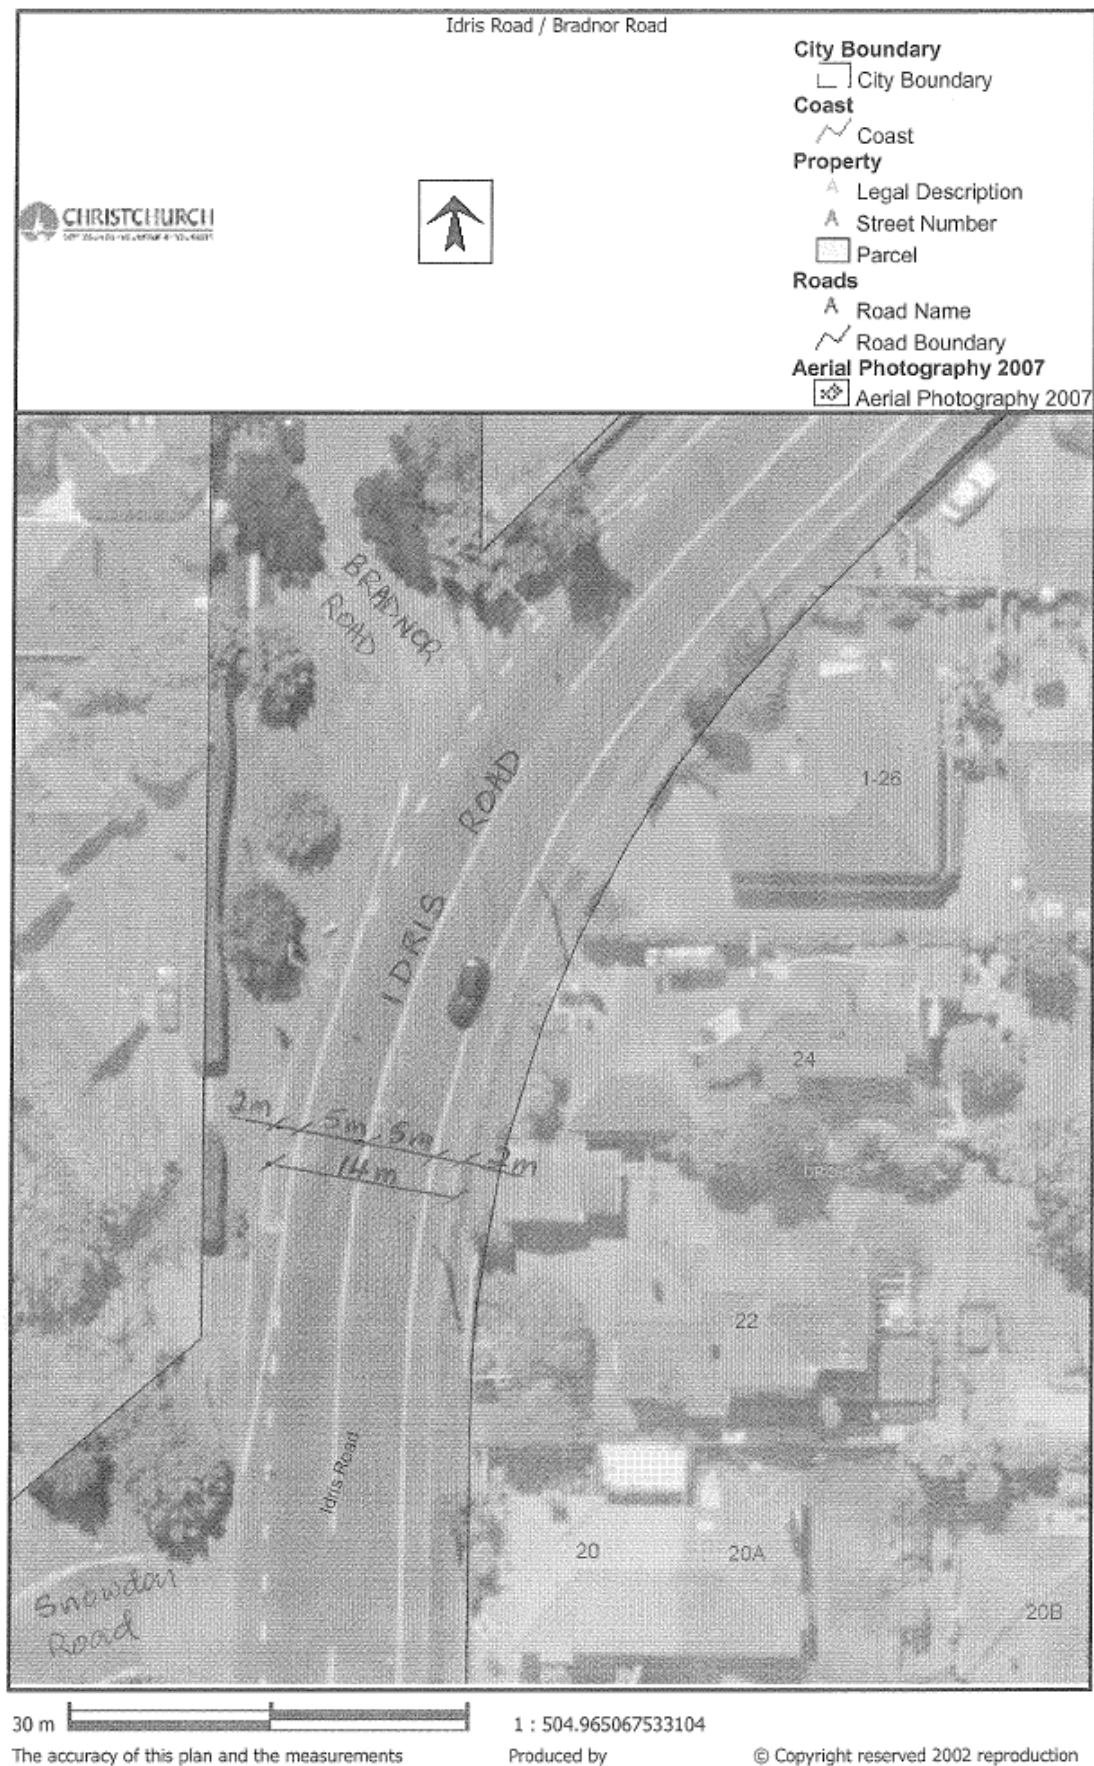 Idris Road / Bradnor Road
City Boundary
City Boundary
Coast
Coast
Property
A Legal Description
A Street Number
Parcel
Roads
A Road Name
Road Boundary
Aerial Photography 2007
Aerial Photography 2007
CHRISTCHURCH
BRADNOR
ROAD
1-26
IDRIS ROAD
24
2m 5m 5m 2m
14m
22
Idris Road
20
20A
20B
Snowdon
Road
30 m
1 : 504.965067533104
The accuracy of this plan and the measurements
Produced by
© Copyright reserved 2002 reproduction